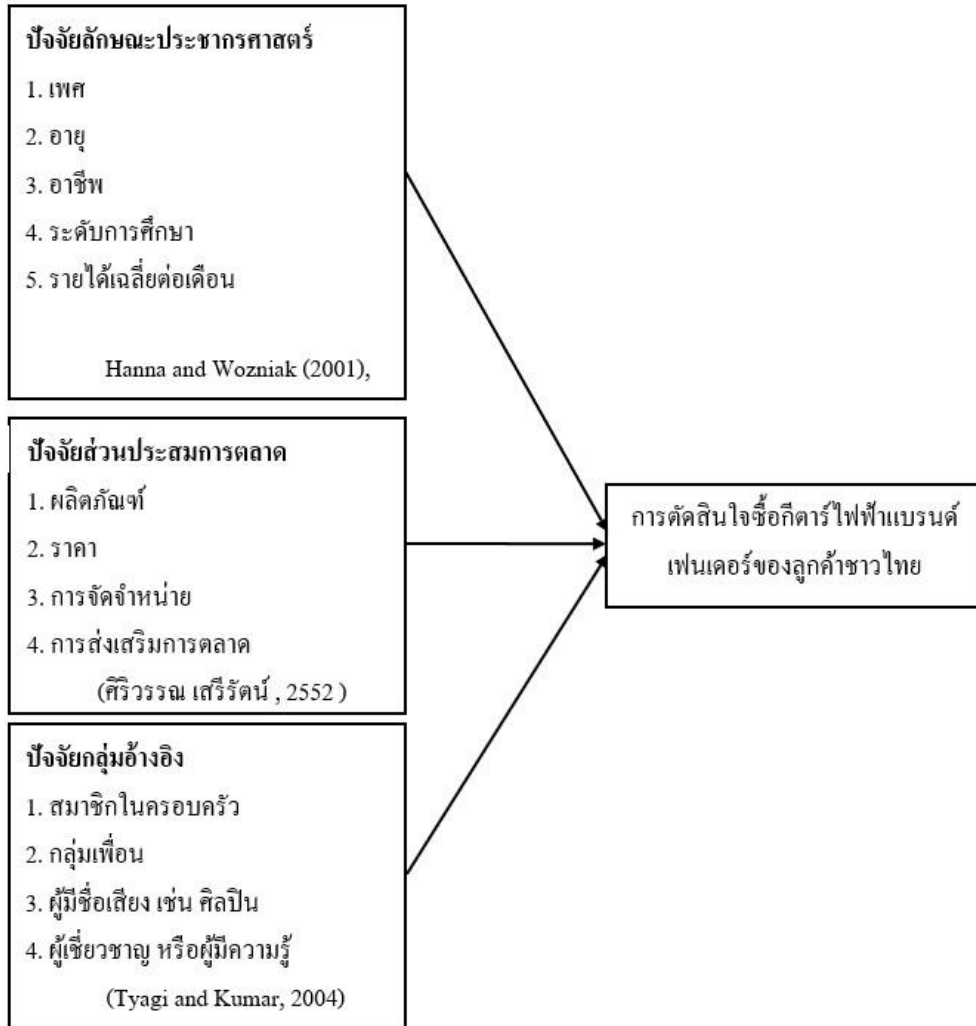 ปัจจัยลักษณะประชากรศาสตร์
1. เพศ
2. อายุ
3. อาชีพ
4. ระดับการศึกษา
5. รายได้เฉลี่ยต่อเดือน
Hanna and Wozniak (2001),
ปัจจัยส่วนประสมการตลาด
1. ผลิตภัณฑ์
2. ราคา
3. การจัดจำหน่าย
4. การส่งเสริมการตลาด
(ศิริวรรณ เสรีรัตน์ , 2552 )
ปัจจัยกลุ่มอ้างอิง
1. สมาชิกในครอบครัว
2. กลุ่มเพื่อน
3. ผู้มีชื่อเสียง เช่น ศิลปิน
4. ผู้เชี่ยวชาญ หรือผู้มีความรู้
(Tyagi and Kumar, 2004)
การตัดสินใจซื้อกีตาร์ไฟฟ้าแบรนด์
เฟนเดอร์ของลูกค้าชาวไทย